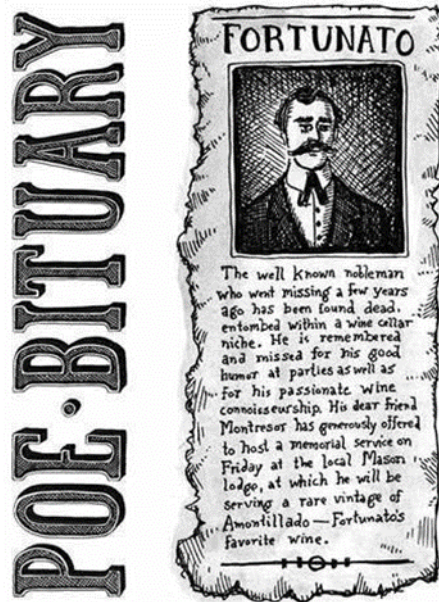 POE·BITUARY
FORTUNATO
The well known nobleman
who went missing a few years
ago has been found dead,
entombed within a wine cellar
niche. He is remembered
and missed for his good
humor at parties as well as
for his passionate wine
connoisseurship. His dear friend
Montresor has generously offered
to host a memorial service on
Friday at the local Mason
lodge, at which he will be
serving a rare vintage of
Amontillado — Fortunato's
favorite wine.